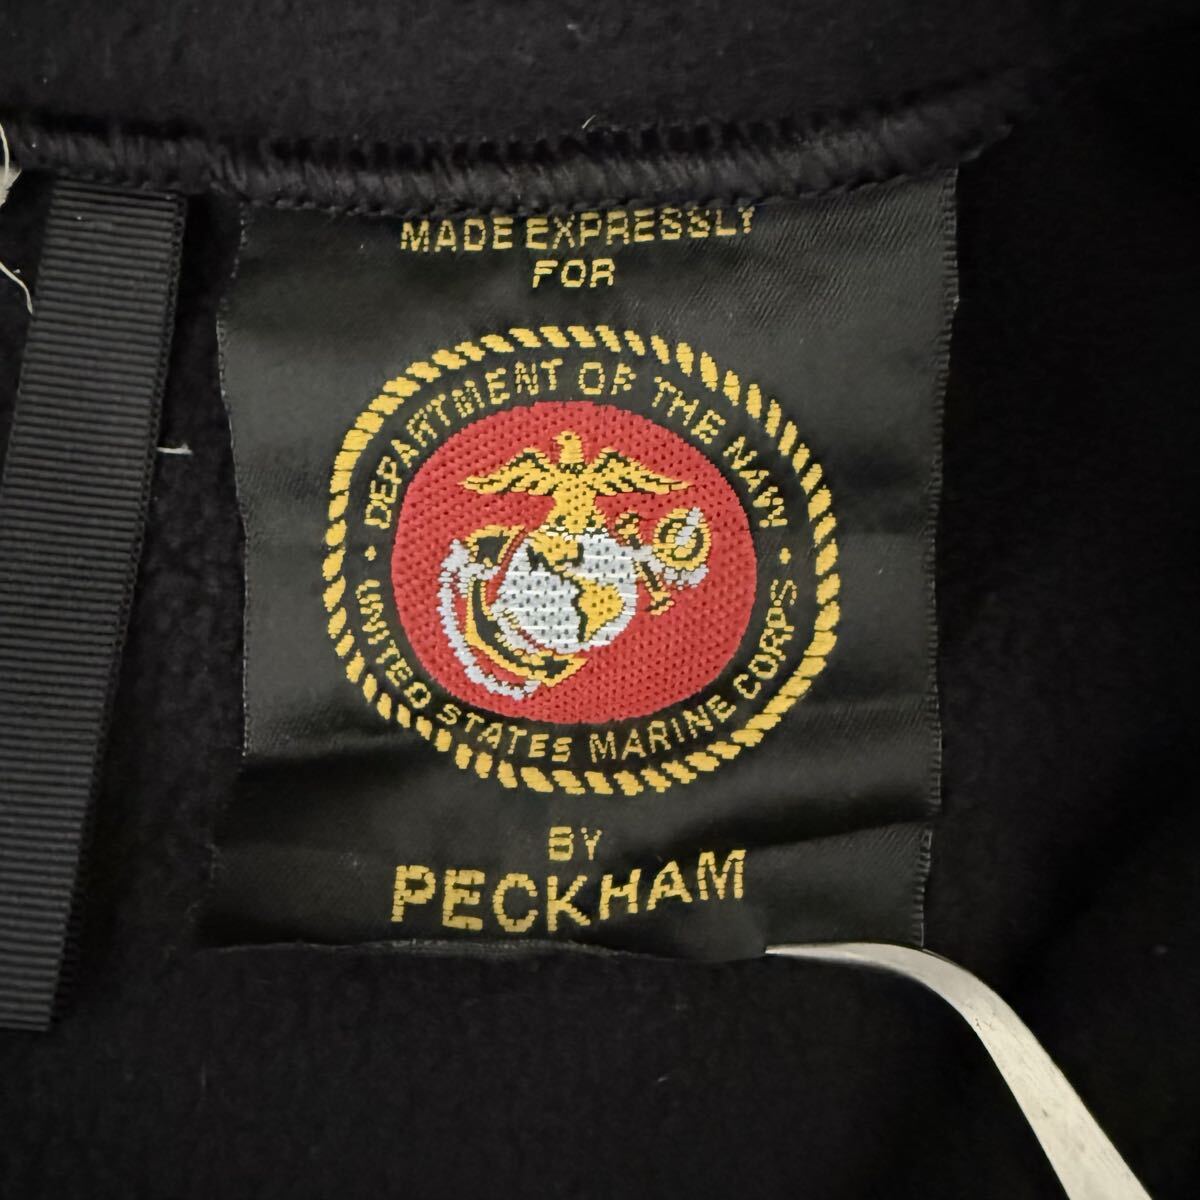 MADE EXPRESSLY
FOR
DEPARTMENT OF THE NAVY
• UNITED STATES MARINE CORPS •
BY
PECKHAM